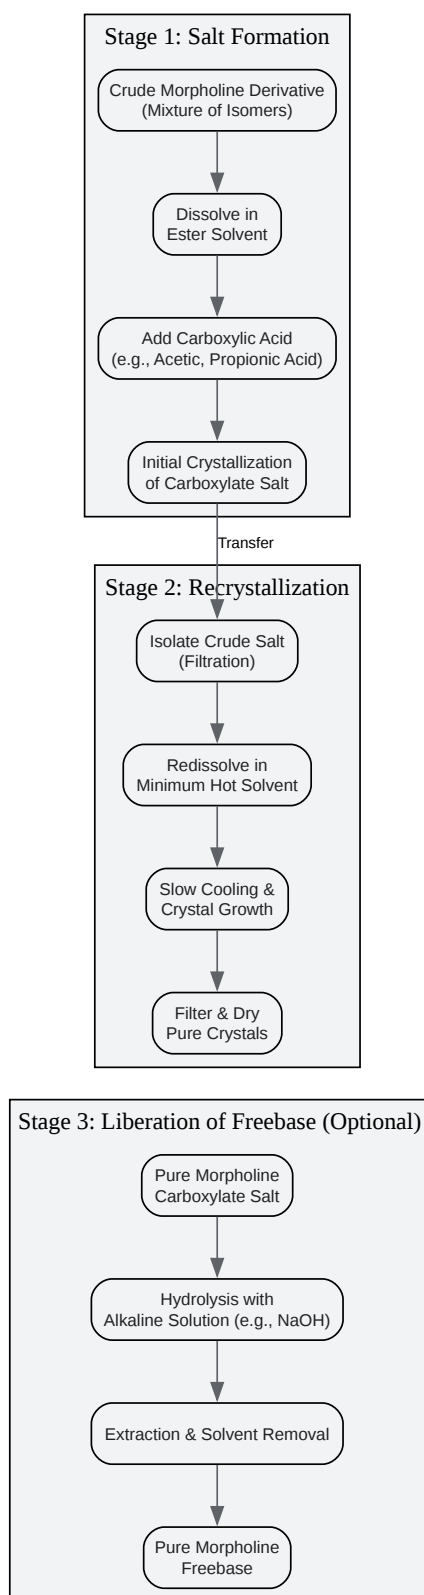 Stage 1: Salt Formation
Crude Morpholine Derivative
(Mixture of Isomers)
Dissolve in
Ester Solvent
Add Carboxylic Acid
(e.g., Acetic, Propionic Acid)
Initial Crystallization
of Carboxylate Salt
Transfer
Stage 2: Recrystallization
Isolate Crude Salt
(Filtration)
Redissolve in
Minimum Hot Solvent
Slow Cooling &
Crystal Growth
Filter & Dry
Pure Crystals
Stage 3: Liberation of Freebase (Optional)
Pure Morpholine
Carboxylate Salt
Hydrolysis with
Alkaline Solution (e.g., NaOH)
Extraction & Solvent Removal
Pure Morpholine
Freebase